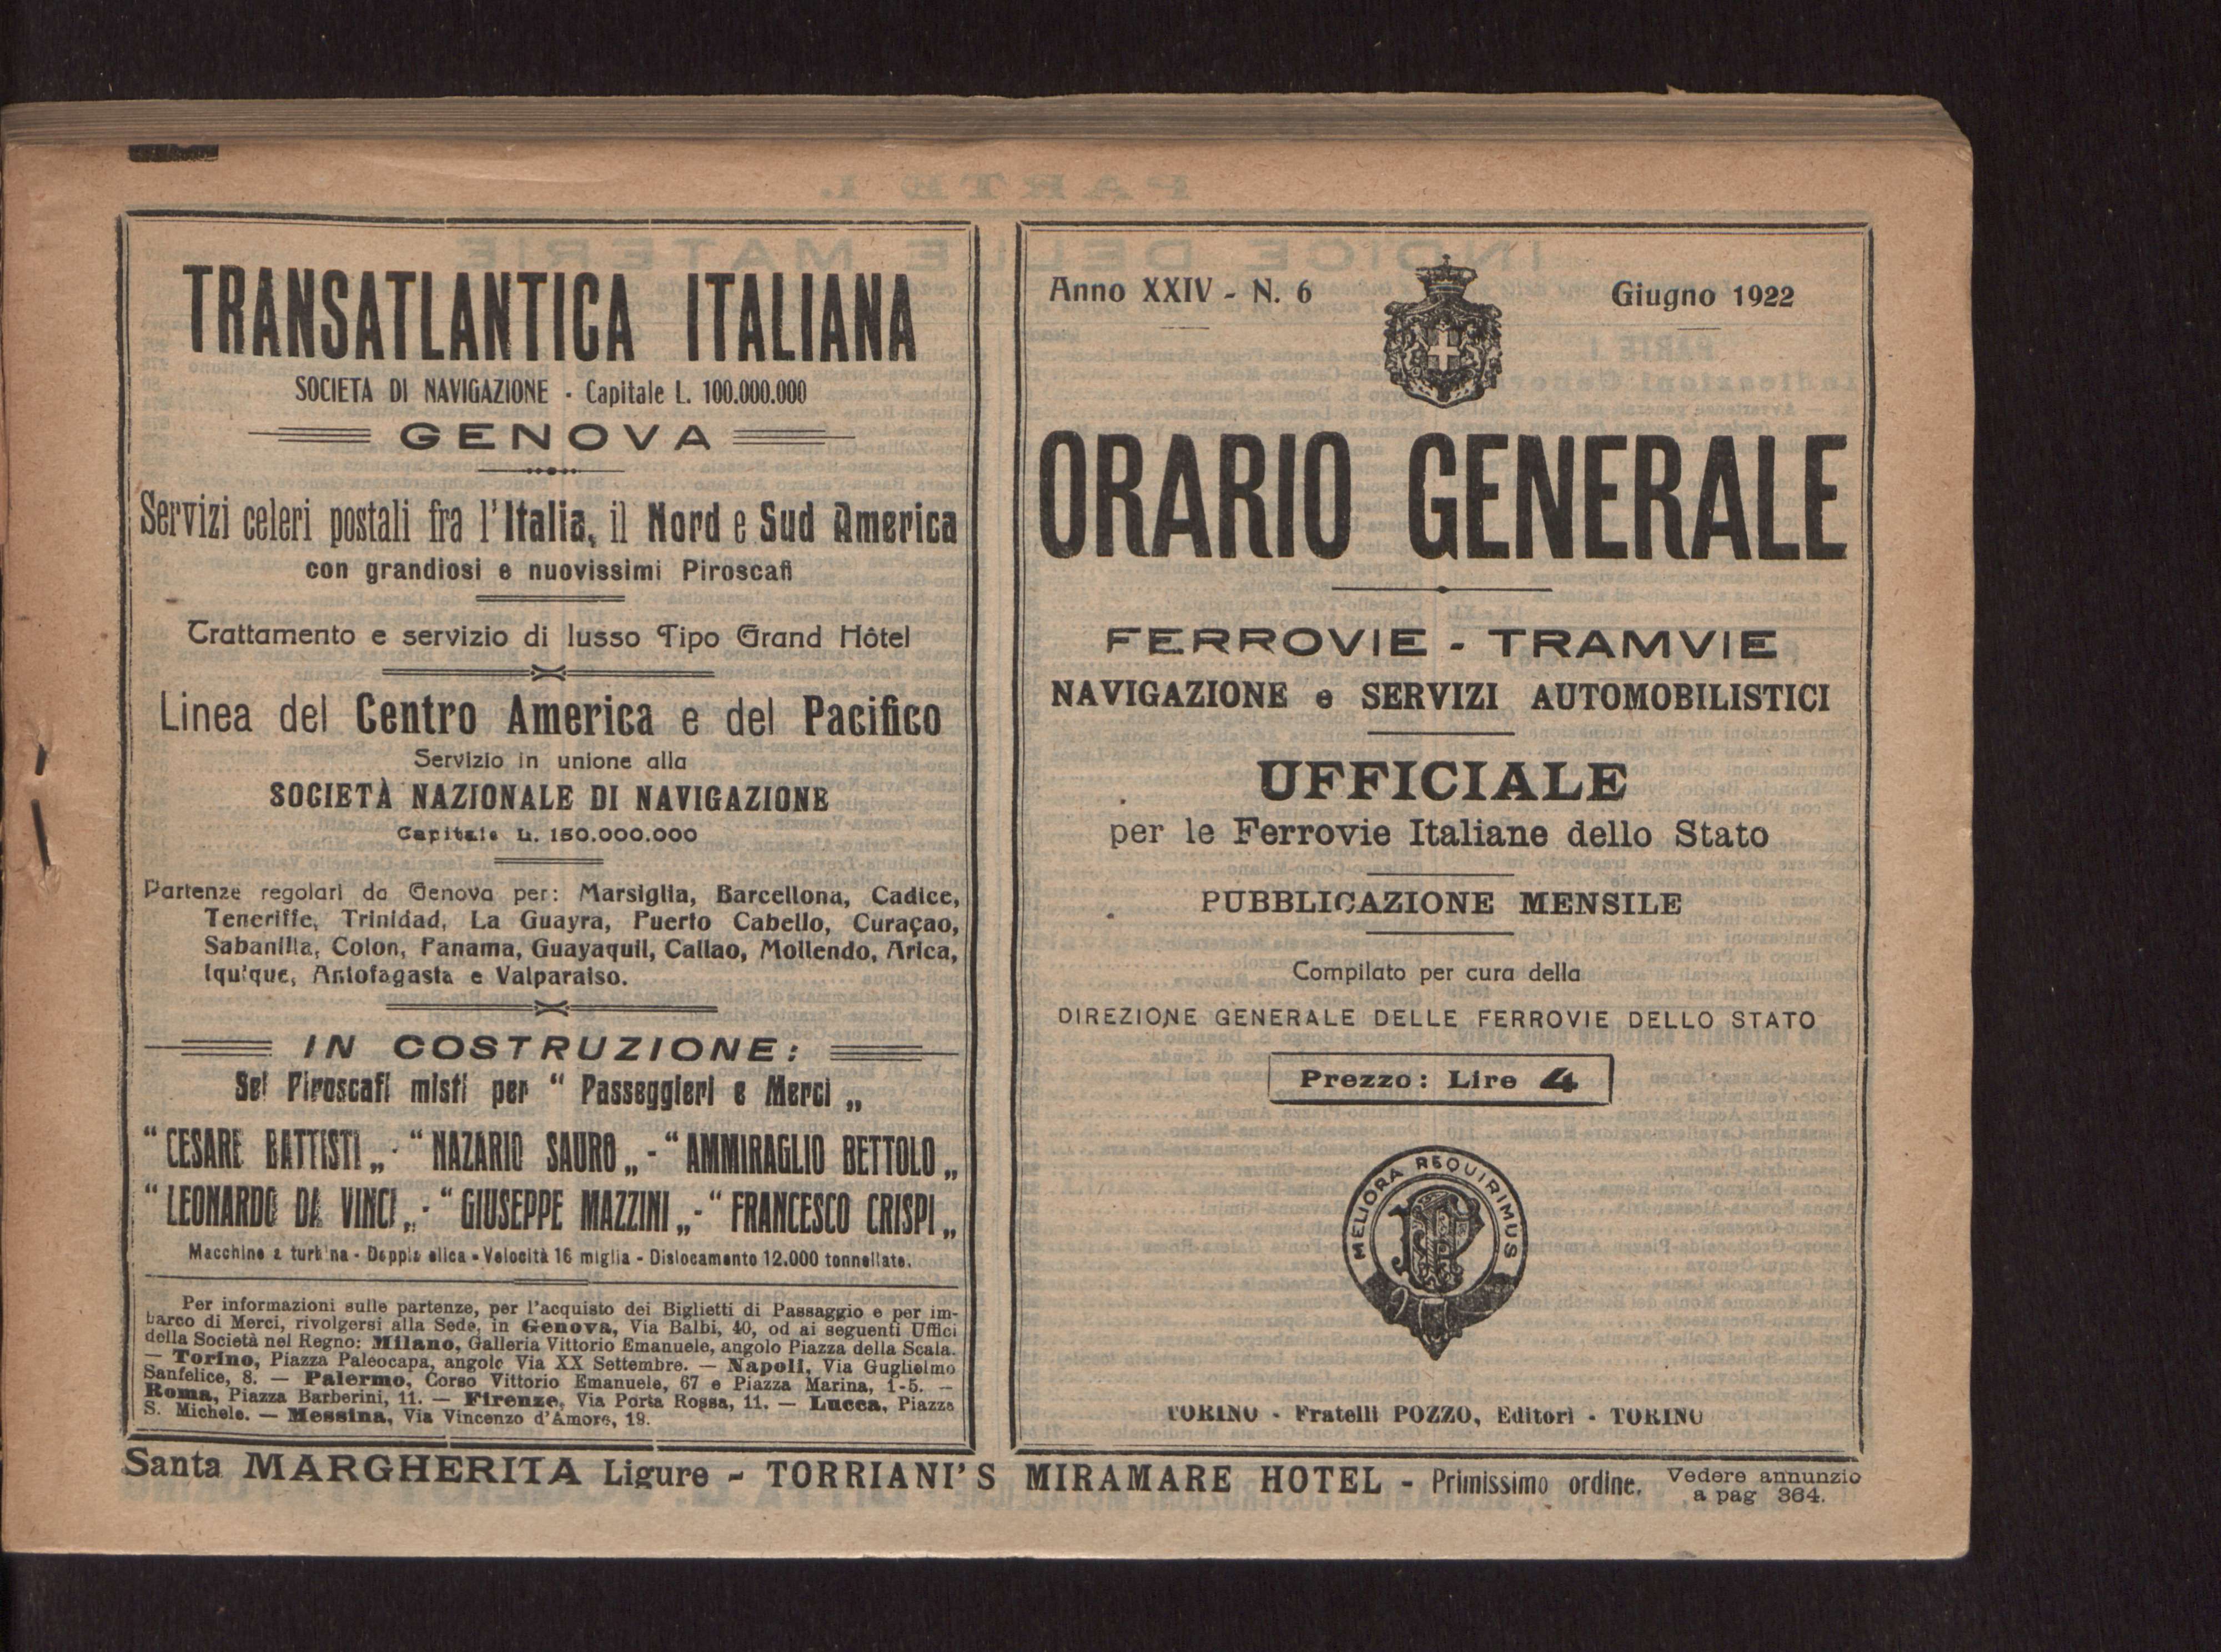 TRANSATLANTICA ITALIANA
SOCIETA DI NAVIGAZIONE - Capitale L. 100.000.000
GENOVA
Servizi celeri postali fra l'Italia, il Nord e Sud America
con grandiosi e nuovissimi Piroscafi
Trattamento e servizio di lusso Tipo Grand Hôtel
Linea del Centro America e del Pacifico
Servizio in unione alla
SOCIETÀ NAZIONALE DI NAVIGAZIONE
Capitale L. 150.000.000
Partenze regolari da Genova per: Marsiglia, Barcellona, Cadice,
Teneriffe, Trinidad, La Guayra, Puerto Cabello, Curaçao,
Sabanilla, Colon, Panama, Guayaquil, Callao, Mollendo, Arica,
Iquique, Antofagasta e Valparaiso.
IN COSTRUZIONE:
Sei Piroscafi misti per “ Passeggieri e Merci „
“ CESARE BATTISTI „ - “ NAZARIO SAURO „ - “ AMMIRAGLIO BETTOLO „
“ LEONARDO DA VINCI „ - “ GIUSEPPE MAZZINI „ - “ FRANCESCO CRISPI „
Macchine a turbina - Doppia elica - Velocità 16 miglia - Dislocamento 12.000 tonnellate.
Per informazioni sulle partenze, per l'acquisto dei Biglietti di Passaggio e per im-
barco di Merci, rivolgersi alla Sede, in Genova, Via Balbi, 40, od ai seguenti Uffici
della Società nel Regno: Milano, Galleria Vittorio Emanuele, angolo Piazza della Scala.
— Torino, Piazza Paleocapa, angolo Via XX Settembre. — Napoli, Via Guglielmo
Sanfelice, 8. — Palermo, Corso Vittorio Emanuele, 67 e Piazza Marina, 1-5. —
Roma, Piazza Barberini, 11. — Firenze, Via Porta Rossa, 11. — Lucca, Piazza
S. Michele. — Messina, Via Vincenzo d'Amore, 19.
Anno XXIV - N. 6
Giugno 1922
ORARIO GENERALE
FERROVIE - TRAMVIE
NAVIGAZIONE e SERVIZI AUTOMOBILISTICI
UFFICIALE
per le Ferrovie Italiane dello Stato
PUBBLICAZIONE MENSILE
Compilato per cura della
DIREZIONE GENERALE DELLE FERROVIE DELLO STATO
Prezzo: Lire 4
MELIORA REQUIRIMUS
TORINO - Fratelli POZZO, Editori - TORINO
Santa MARGHERITA Ligure - TORRIANI'S MIRAMARE HOTEL - Primissimo ordine. Vedere annunzio
a pag 364.